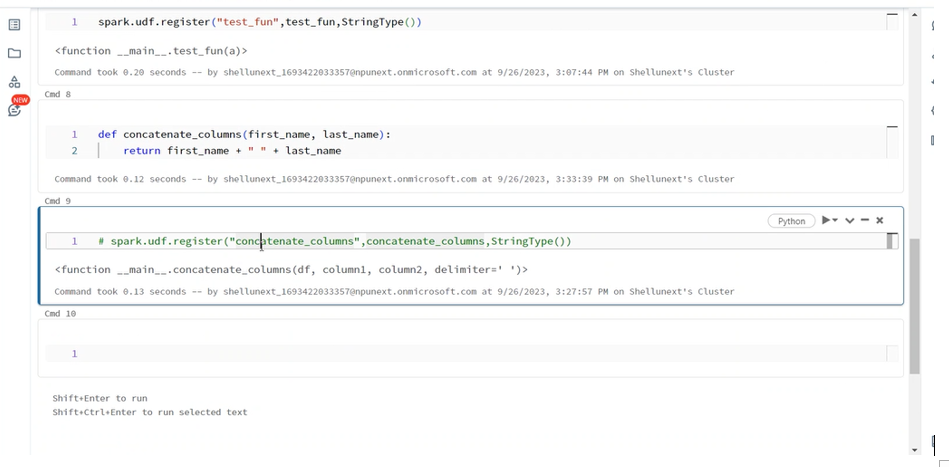 1 spark.udf.register("test_fun",test_fun,StringType())
<function __main__.test_fun(a)>
Command took 0.20 seconds -- by shellunext_1693422033357@npunext.onmicrosoft.com at 9/26/2023, 3:07:44 PM on Shellunext's Cluster
NEW
Cmd 8
1 def concatenate_columns(first_name, last_name):
2     return first_name + " " + last_name
Command took 0.12 seconds -- by shellunext_1693422033357@npunext.onmicrosoft.com at 9/26/2023, 3:33:39 PM on Shellunext's Cluster
Cmd 9
Python
1 # spark.udf.register("concatenate_columns",concatenate_columns,StringType())
<function __main__.concatenate_columns(df, column1, column2, delimiter=' ')>
Command took 0.13 seconds -- by shellunext_1693422033357@npunext.onmicrosoft.com at 9/26/2023, 3:27:57 PM on Shellunext's Cluster
Cmd 10
1
Shift+Enter to run
Shift+Ctrl+Enter to run selected text